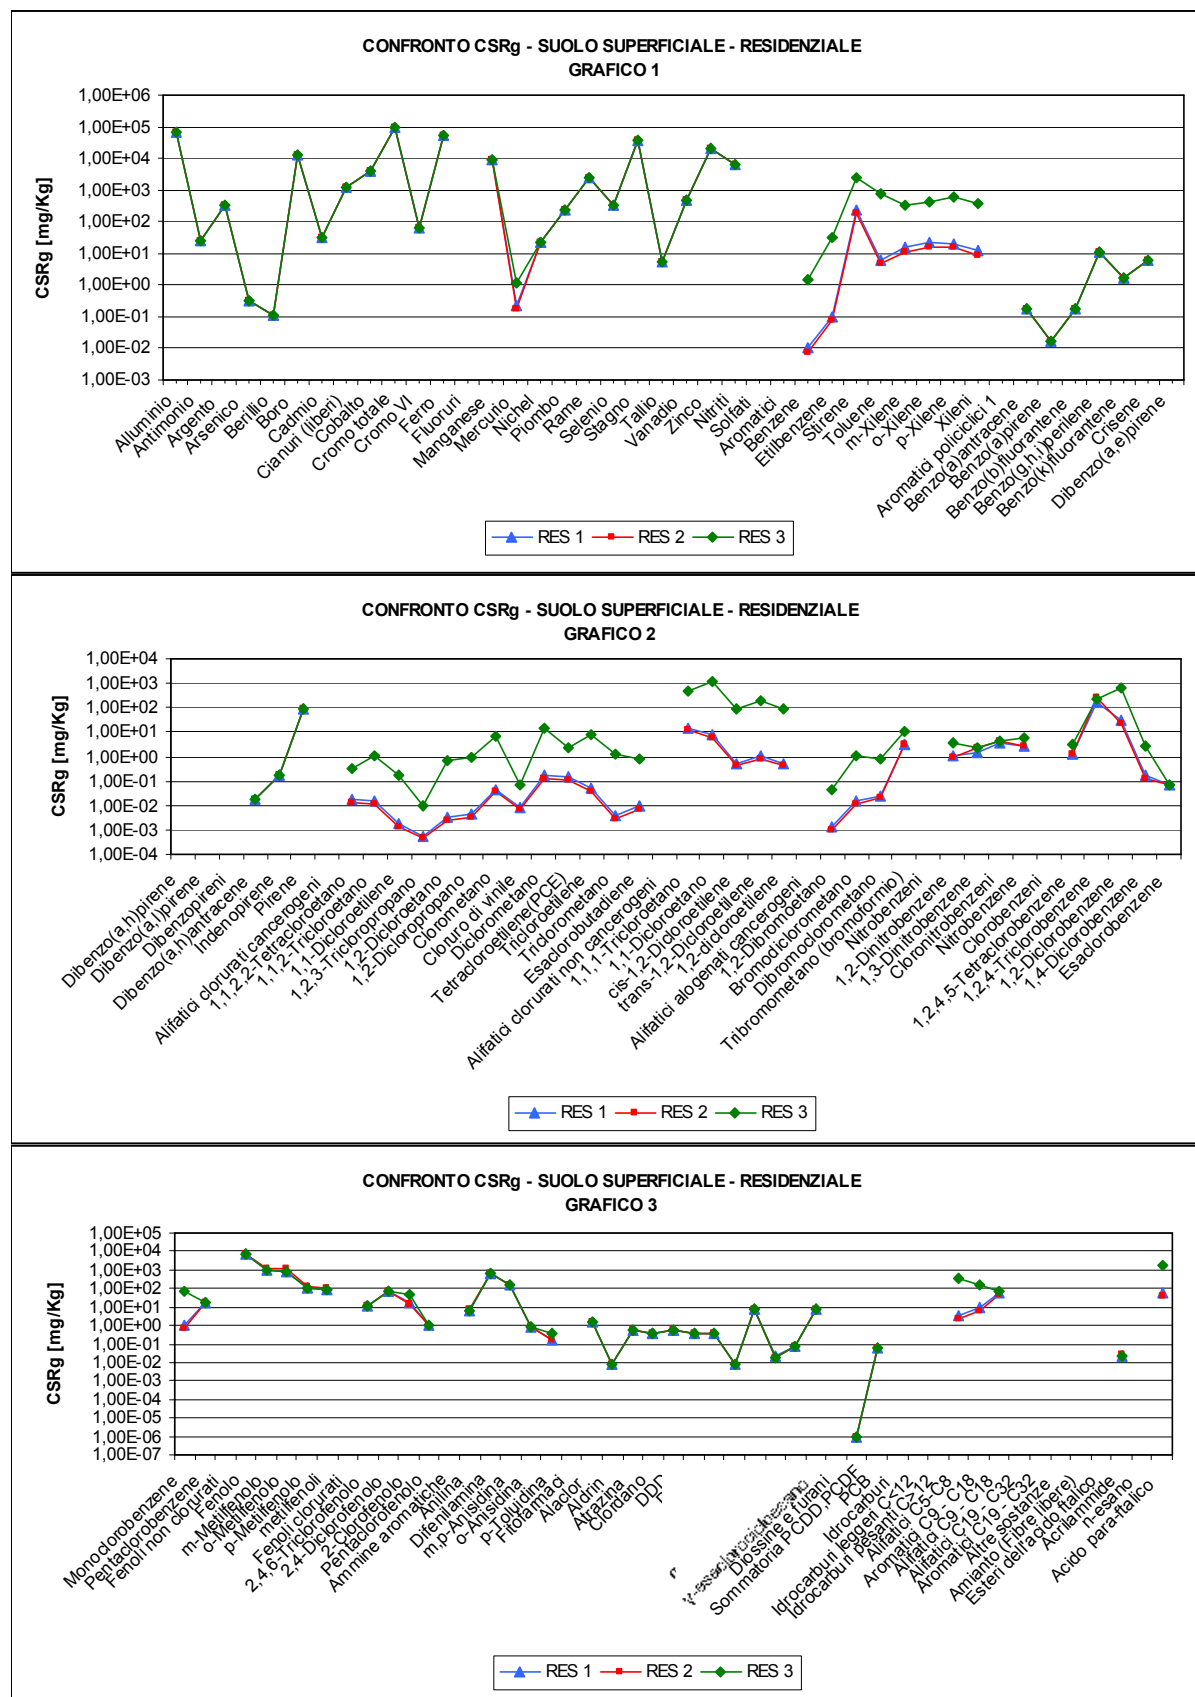 CONFRONTO CSRg - SUOLO SUPERFICIALE - RESIDENZIALE
GRAFICO 1
CSRg [mg/Kg]
1,00E+06
1,00E+05
1,00E+04
1,00E+03
1,00E+02
1,00E+01
1,00E+00
1,00E-01
1,00E-02
1,00E-03
Alluminio
Antimonio
Argento
Arsenico
Berillio
Boro
Cadmio
Cianuri (liberi)
Cobalto
Cromo totale
Cromo VI
Ferro
Fluoruri
Manganese
Mercurio
Nichel
Piombo
Rame
Selenio
Stagno
Tallio
Vanadio
Zinco
Nitriti
Solfati
Aromatici
Benzene
Etilbenzene
Stirene
Toluene
m-Xilene
o-Xilene
p-Xilene
Xileni
Aromatici policiclici 1
Benzo(a)antracene
Benzo(a)pirene
Benzo(b)fluorantene
Benzo(g,h,i)perilene
Benzo(k)fluorantene
Crisene
Dibenzo(a,e)pirene
RES 1 RES 2 RES 3
CONFRONTO CSRg - SUOLO SUPERFICIALE - RESIDENZIALE
GRAFICO 2
CSRg [mg/Kg]
1,00E+04
1,00E+03
1,00E+02
1,00E+01
1,00E+00
1,00E-01
1,00E-02
1,00E-03
1,00E-04
Dibenzo(a,h)pirene
Dibenzo(a,l)pirene
Dibenzopireni
Dibenzo(a,h)antracene
Indenopirene
Pirene
Alifatici clorurati cancerogeni
1,1,2,2-Tetracloroetano
1,1,2-Tricloroetano
1,1-Dicloroetilene
1,2,3-Tricloropropano
1,2-Dicloroetano
1,2-Dicloropropano
Clorometano
Cloruro di vinile
Diclorometano
Tetracloroetilene(PCE)
Tricloroetilene
Triclorometano
Esaclorobutadiene
Alifatici clorurati non cancerogeni
1,1,1-Tricloroetano
1,1-Dicloroetano
cis-1,2-Dicloroetilene
trans-1,2-Dicloroetilene
1,2-dicloroetilene
Alifatici alogenati cancerogeni
1,2-Dibromoetano
Bromodiclorometano
Dibromoclorometano
Tribromometano (bromoformio)
Nitrobenzeni
1,2-Dinitrobenzene
1,3-Dinitrobenzene
Cloronitrobenzeni
Nitrobenzene
Clorobenzeni
1,2,4,5-Tetraclorobenzene
1,2,4-Triclorobenzene
1,2-Diclorobenzene
1,4-Diclorobenzene
Esaclorobenzene
RES 1 RES 2 RES 3
CONFRONTO CSRg - SUOLO SUPERFICIALE - RESIDENZIALE
GRAFICO 3
CSRg [mg/Kg]
1,00E+05
1,00E+04
1,00E+03
1,00E+02
1,00E+01
1,00E+00
1,00E-01
1,00E-02
1,00E-03
1,00E-04
1,00E-05
1,00E-06
1,00E-07
Monoclorobenzene
Pentaclorobenzene
Fenoli non clorurati
Fenolo
m-Metilfenolo
o-Metilfenolo
p-Metilfenolo
metilfenoli
Fenoli clorurati
2,4,6-Triclorofenolo
2,4-Diclorofenolo
2-Clorofenolo
Pentaclorofenolo
Amine aromatiche
Anilina
Difenilamina
m,p-Anisidina
o-Anisidina
p-Toluidina
Fitofarmaci
Alaclor
Aldrin
Atrazina
Clordano
Diossine e furani
Sommatoria PCDD,PCDF
PCB
Idrocarburi
Idrocarburi leggeri C<12
Idrocarburi pesanti C>12
Alifatici C5-C8
Aromatici C9 - C18
Alifatici C9 - C18
Alifatici C19 - C32
Aromatici C19 - C32
Altre sostanze
Amianto (Fibre libere)
Esteri dell'acido ftalico
Acrilammide
n-esano
Acido para-ftalico
RES 1 RES 2 RES 3